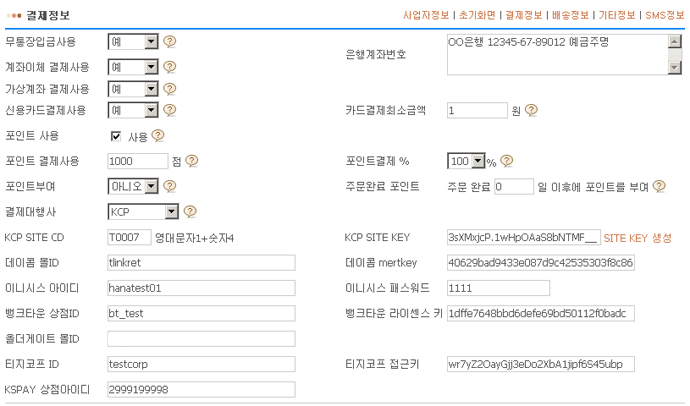 결제정보
사업자정보 | 초기화면 | 결제정보 | 배송정보 | 기타정보 | SMS정보
무통장입금사용 예 ?
은행계좌번호 OO은행 12345-67-89012 예금주명
계좌이체 결제사용 예 ?
가상계좌 결제사용 예 ?
신용카드결제사용 예 ?
카드결제최소금액 1 원 ?
포인트 사용 사용 ?
포인트 결제사용 1000 점 ?
포인트결제 % 100 % ?
포인트부여 아니오 ?
주문완료 포인트 주문 완료 0 일 이후에 포인트를 부여 ?
결제대행사 KCP ?
KCP SITE CD T0007 영대문자1+숫자4
KCP SITE KEY 3sXMxjcP.1wHpOAaS8bNTMF__ SITE KEY 생성
데이콤 몰ID tlinkret
데이콤 mertkey 40629bad9433e087d9c42535303f8c86
이니시스 아이디 hanatest01
이니시스 패스워드 1111
뱅크타운 상점ID bt_test
뱅크타운 라이센스 키 1dffe7648bbd6defe69bd50112f0badc
올더게이트 몰ID
티지코프 ID testcorp
티지코프 접근키 wr7yZ2OayGjj3eDo2XbA1jipf6S45ubp
KSPAY 상점아이디 2999199998